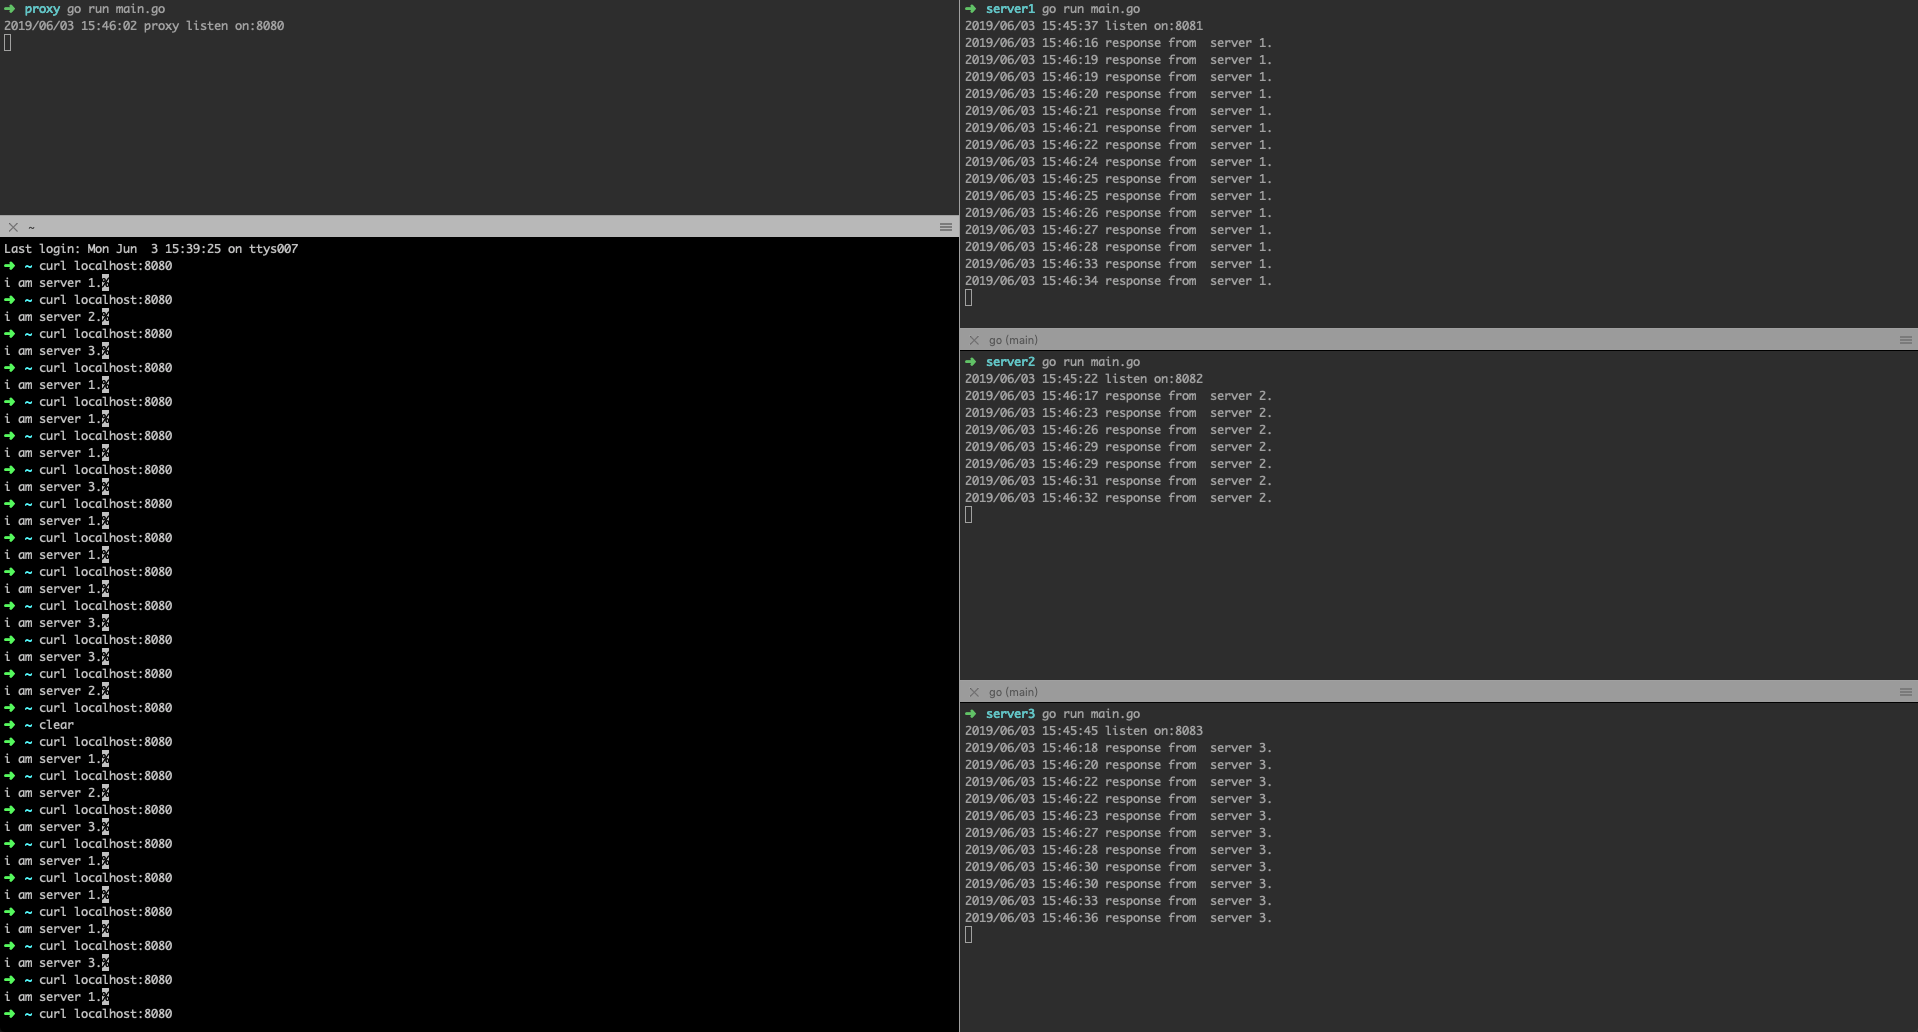 ➜ proxy go run main.go
2019/06/03 15:46:02 proxy listen on:8080
~
Last login: Mon Jun  3 15:39:25 on ttys007
➜ ~ curl localhost:8080
i am server 1.%
➜ ~ curl localhost:8080
i am server 2.%
➜ ~ curl localhost:8080
i am server 3.%
➜ ~ curl localhost:8080
i am server 1.%
➜ ~ curl localhost:8080
i am server 1.%
➜ ~ curl localhost:8080
i am server 1.%
➜ ~ curl localhost:8080
i am server 3.%
➜ ~ curl localhost:8080
i am server 1.%
➜ ~ curl localhost:8080
i am server 1.%
➜ ~ curl localhost:8080
i am server 1.%
➜ ~ curl localhost:8080
i am server 3.%
➜ ~ curl localhost:8080
i am server 3.%
➜ ~ curl localhost:8080
i am server 2.%
➜ ~ curl localhost:8080
➜ ~ clear
➜ ~ curl localhost:8080
i am server 1.%
➜ ~ curl localhost:8080
i am server 2.%
➜ ~ curl localhost:8080
i am server 3.%
➜ ~ curl localhost:8080
i am server 1.%
➜ ~ curl localhost:8080
i am server 1.%
➜ ~ curl localhost:8080
i am server 1.%
➜ ~ curl localhost:8080
i am server 3.%
➜ ~ curl localhost:8080
i am server 1.%
➜ ~ curl localhost:8080
➜ server1 go run main.go
2019/06/03 15:45:37 listen on:8081
2019/06/03 15:46:16 response from  server 1.
2019/06/03 15:46:19 response from  server 1.
2019/06/03 15:46:19 response from  server 1.
2019/06/03 15:46:20 response from  server 1.
2019/06/03 15:46:21 response from  server 1.
2019/06/03 15:46:21 response from  server 1.
2019/06/03 15:46:22 response from  server 1.
2019/06/03 15:46:24 response from  server 1.
2019/06/03 15:46:25 response from  server 1.
2019/06/03 15:46:25 response from  server 1.
2019/06/03 15:46:26 response from  server 1.
2019/06/03 15:46:27 response from  server 1.
2019/06/03 15:46:28 response from  server 1.
2019/06/03 15:46:33 response from  server 1.
2019/06/03 15:46:34 response from  server 1.
go (main)
➜ server2 go run main.go
2019/06/03 15:45:22 listen on:8082
2019/06/03 15:46:17 response from  server 2.
2019/06/03 15:46:23 response from  server 2.
2019/06/03 15:46:26 response from  server 2.
2019/06/03 15:46:29 response from  server 2.
2019/06/03 15:46:29 response from  server 2.
2019/06/03 15:46:31 response from  server 2.
2019/06/03 15:46:32 response from  server 2.
go (main)
➜ server3 go run main.go
2019/06/03 15:45:45 listen on:8083
2019/06/03 15:46:18 response from  server 3.
2019/06/03 15:46:20 response from  server 3.
2019/06/03 15:46:22 response from  server 3.
2019/06/03 15:46:22 response from  server 3.
2019/06/03 15:46:23 response from  server 3.
2019/06/03 15:46:27 response from  server 3.
2019/06/03 15:46:28 response from  server 3.
2019/06/03 15:46:30 response from  server 3.
2019/06/03 15:46:30 response from  server 3.
2019/06/03 15:46:33 response from  server 3.
2019/06/03 15:46:36 response from  server 3.